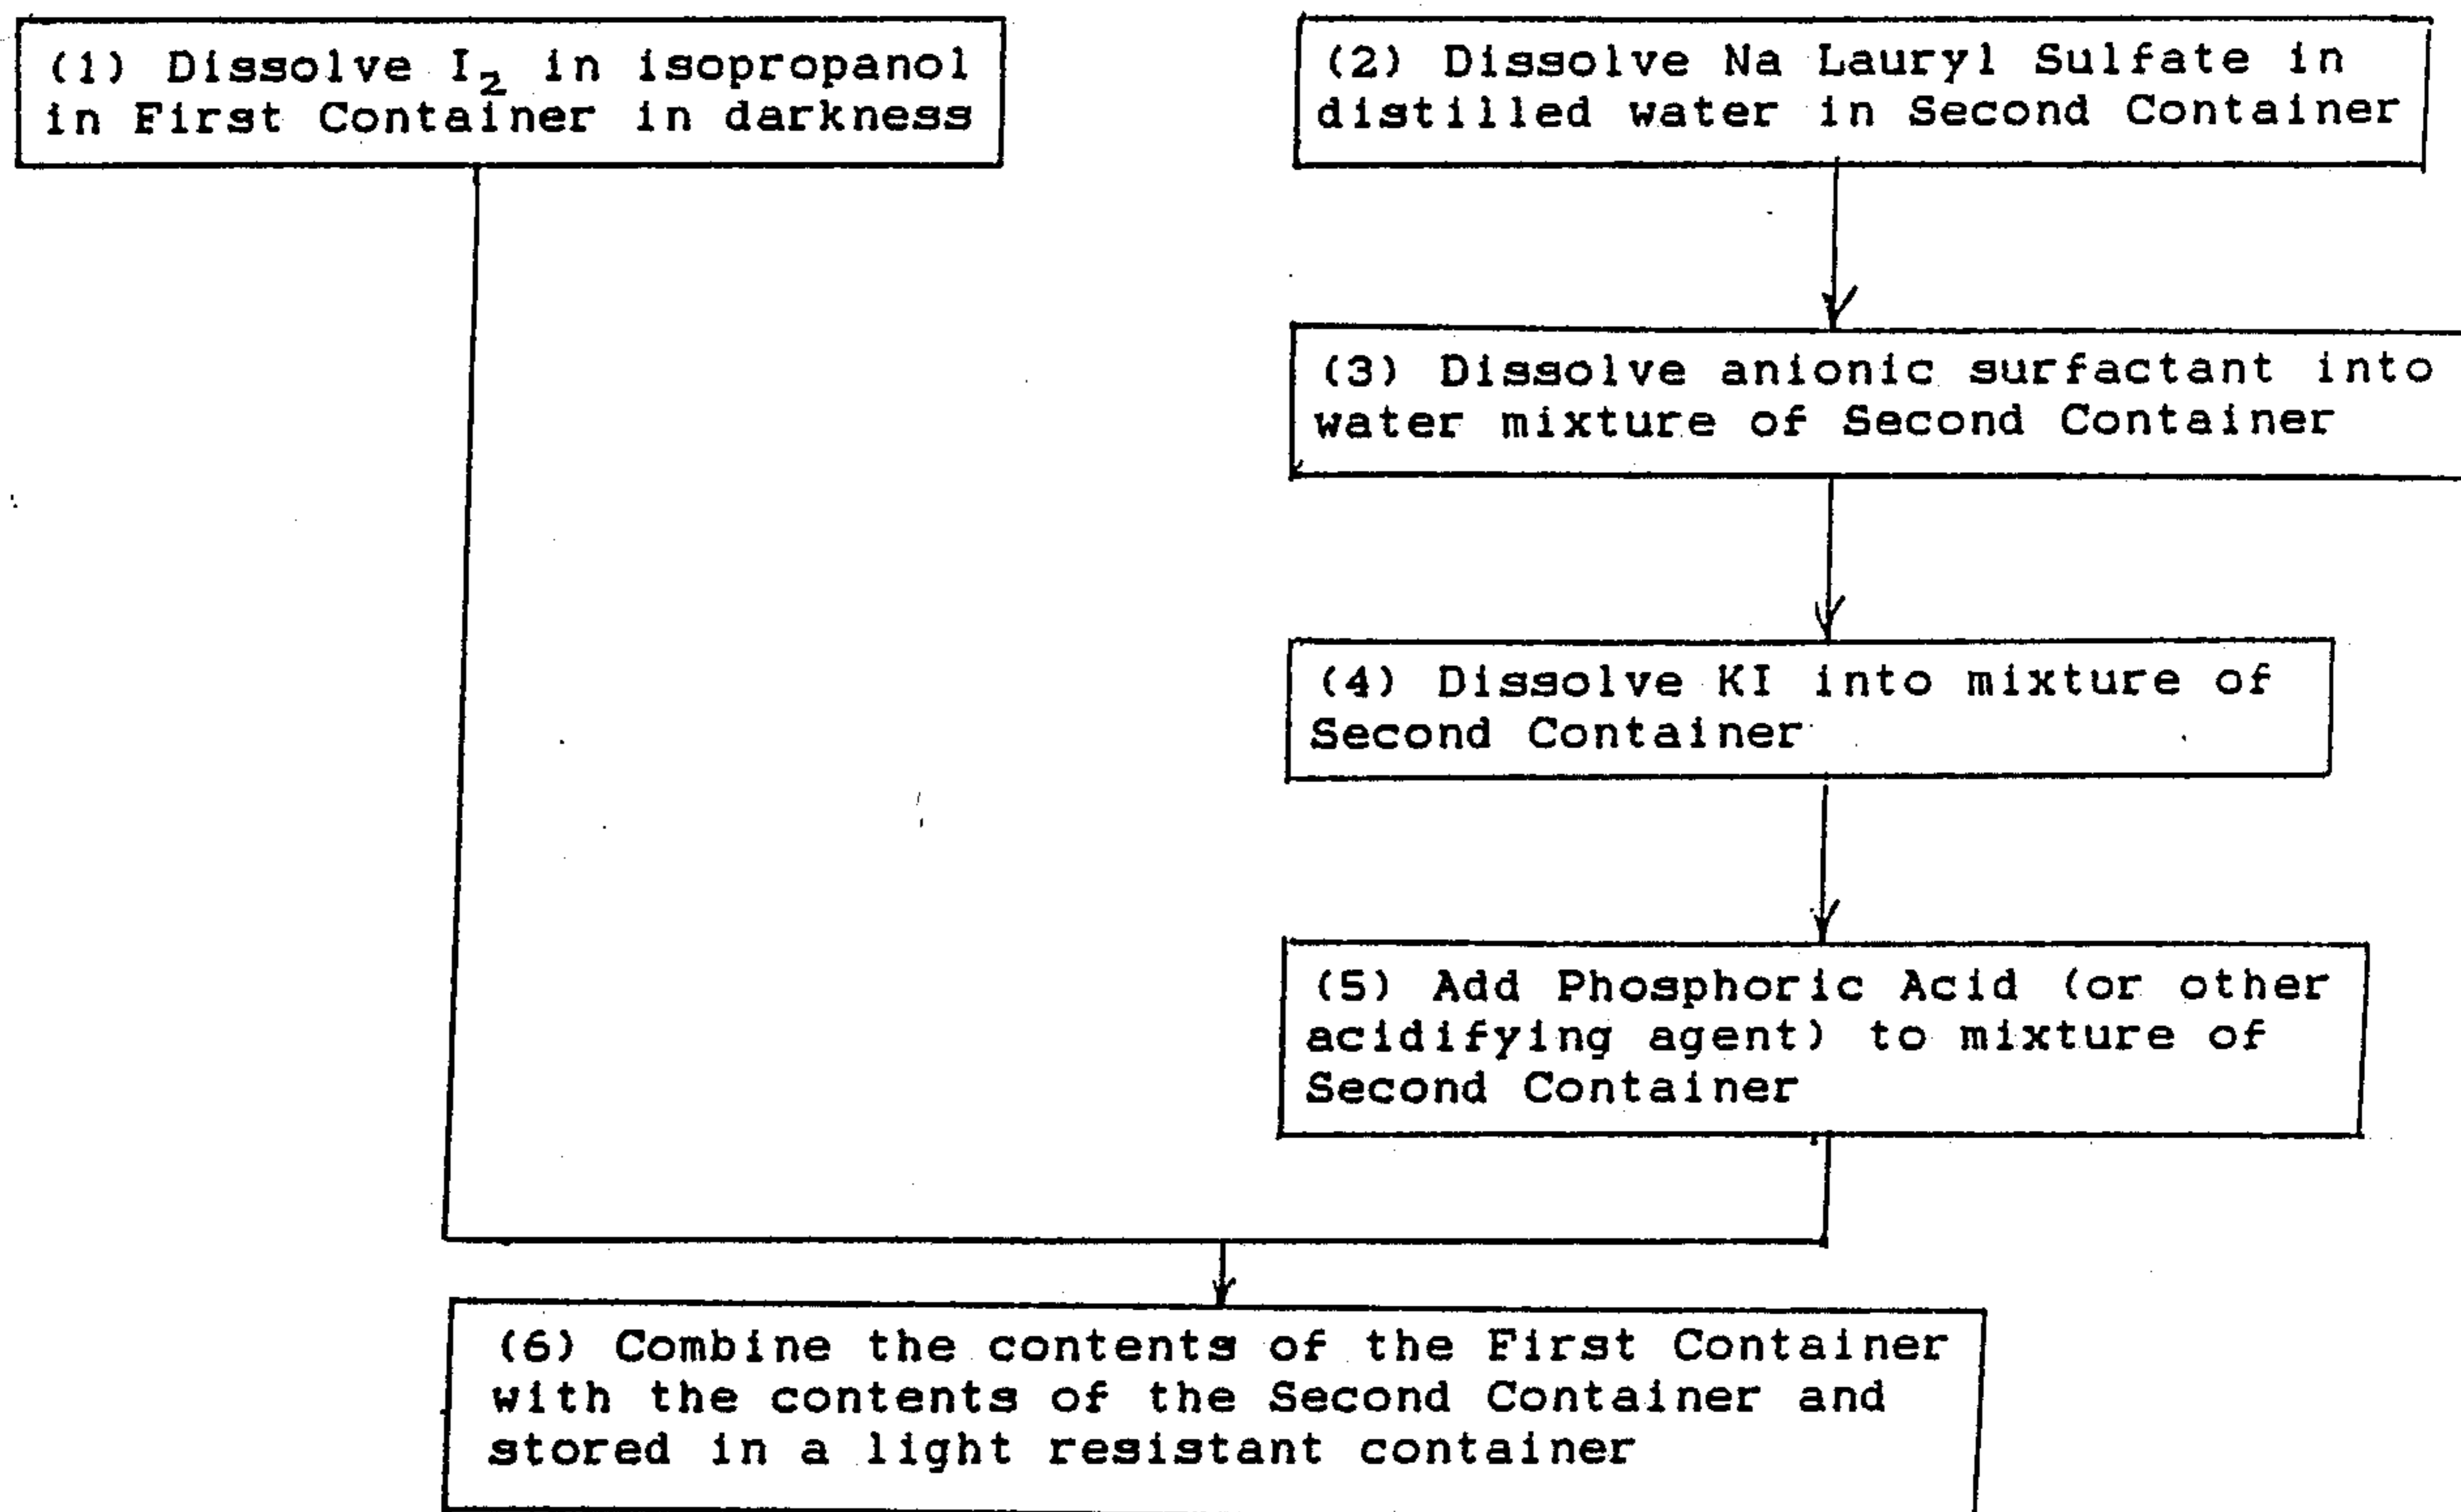 (1) Dissolve I₂ in isopropanol
in First Container in darkness
(2) Dissolve Na Lauryl Sulfate in
distilled water in Second Container
(3) Dissolve anionic surfactant into
water mixture of Second Container
(4) Dissolve KI into mixture of
Second Container
(5) Add Phosphoric Acid (or other
acidifying agent) to mixture of
Second Container
(6) Combine the contents of the First Container
with the contents of the Second Container and
stored in a light resistant container